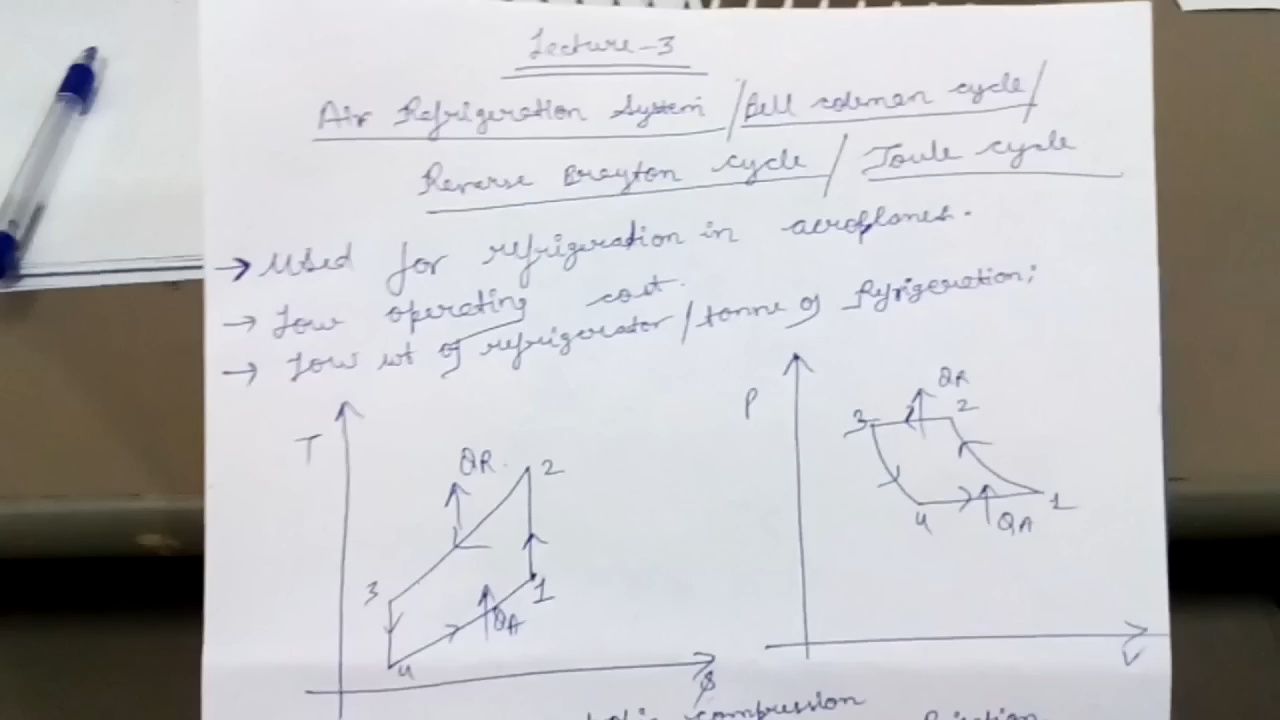 Lecture-3
Air Refrigeration System / Bell coleman cycle /
Reverse Brayton cycle / Joule cycle
→ Used for refrigeration in aeroplanes.
→ Low operating cost.
→ Low wt of refrigerator / tonne of Refrigeration;
T
QR
2
3
1
QA
4
S
P
QR
3
2
4
QA
1
V
compression